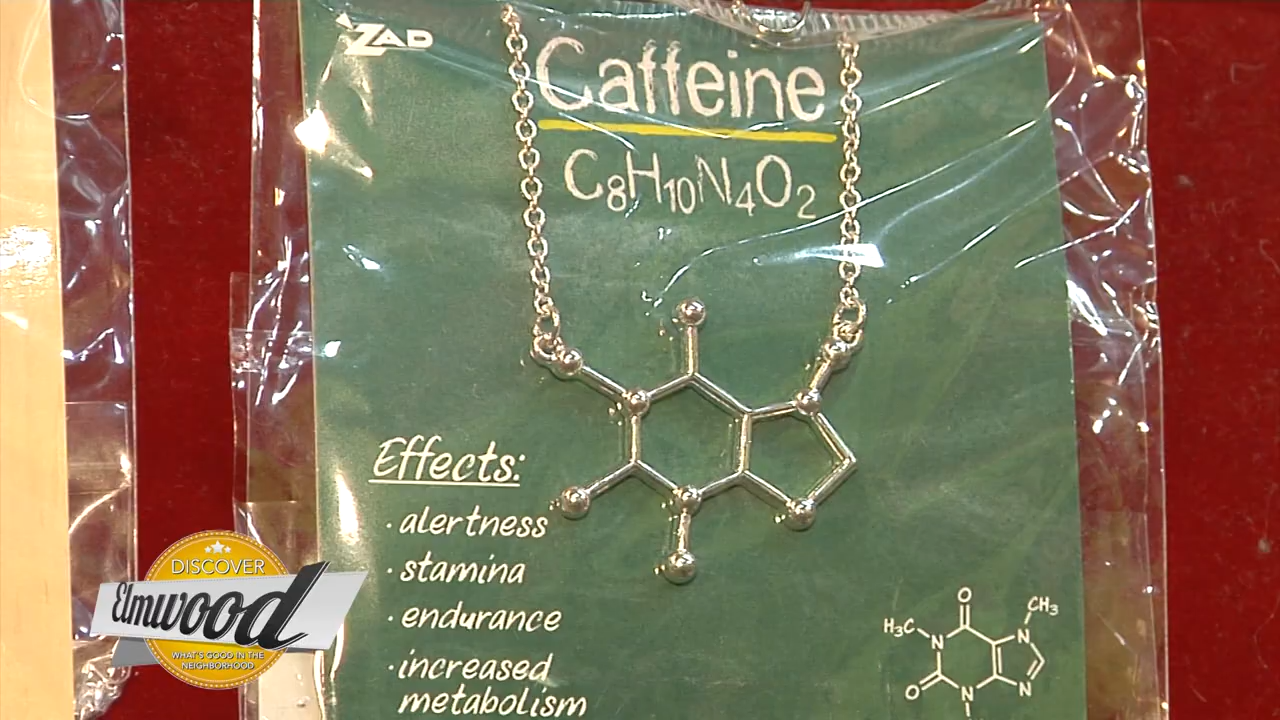 ZAD
Caffeine
C₈H₁₀N₄O₂
Effects:
· alertness
· stamina
· endurance
· increased
metabolism
O
CH₃
H₃C
N
N
O
N
N
DISCOVER
Elmwood
WHAT'S GOOD IN THE
NEIGHBORHOOD